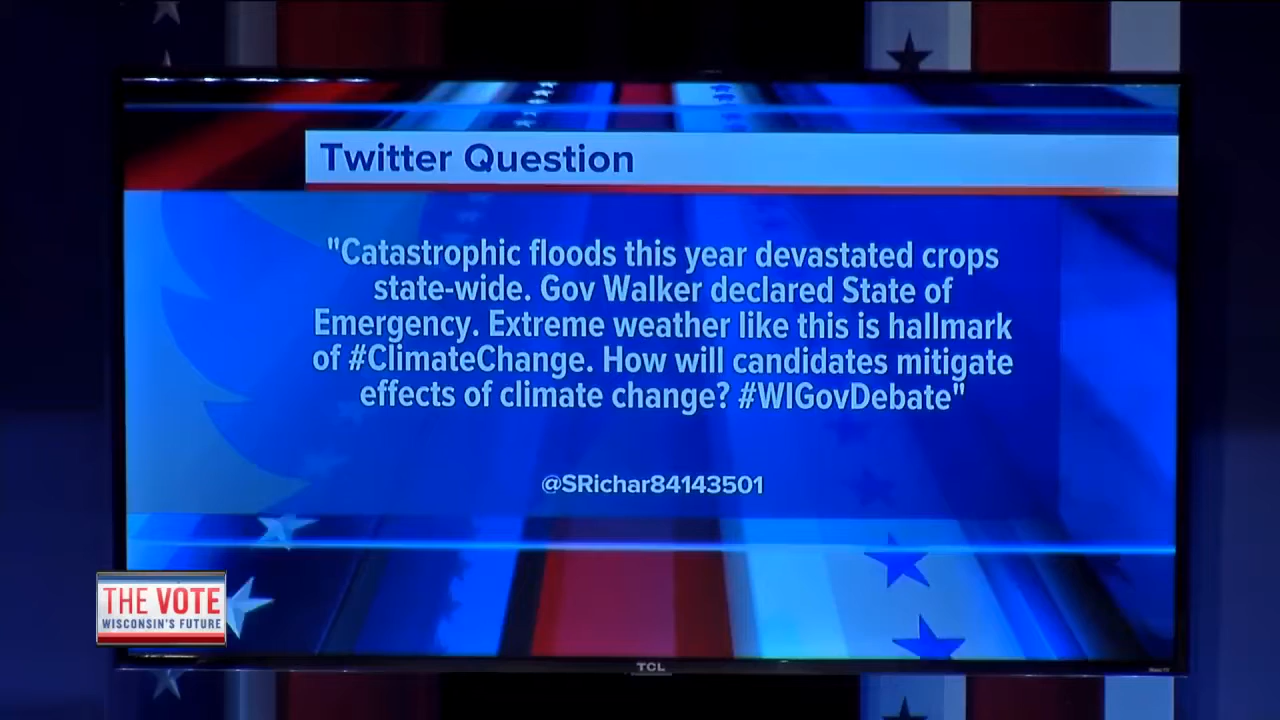 Twitter Question
"Catastrophic floods this year devastated crops
state-wide. Gov Walker declared State of
Emergency. Extreme weather like this is hallmark
of #ClimateChange. How will candidates mitigate
effects of climate change? #WIGovDebate"
@SRichar84143501
THE VOTE
WISCONSIN'S FUTURE
TCL